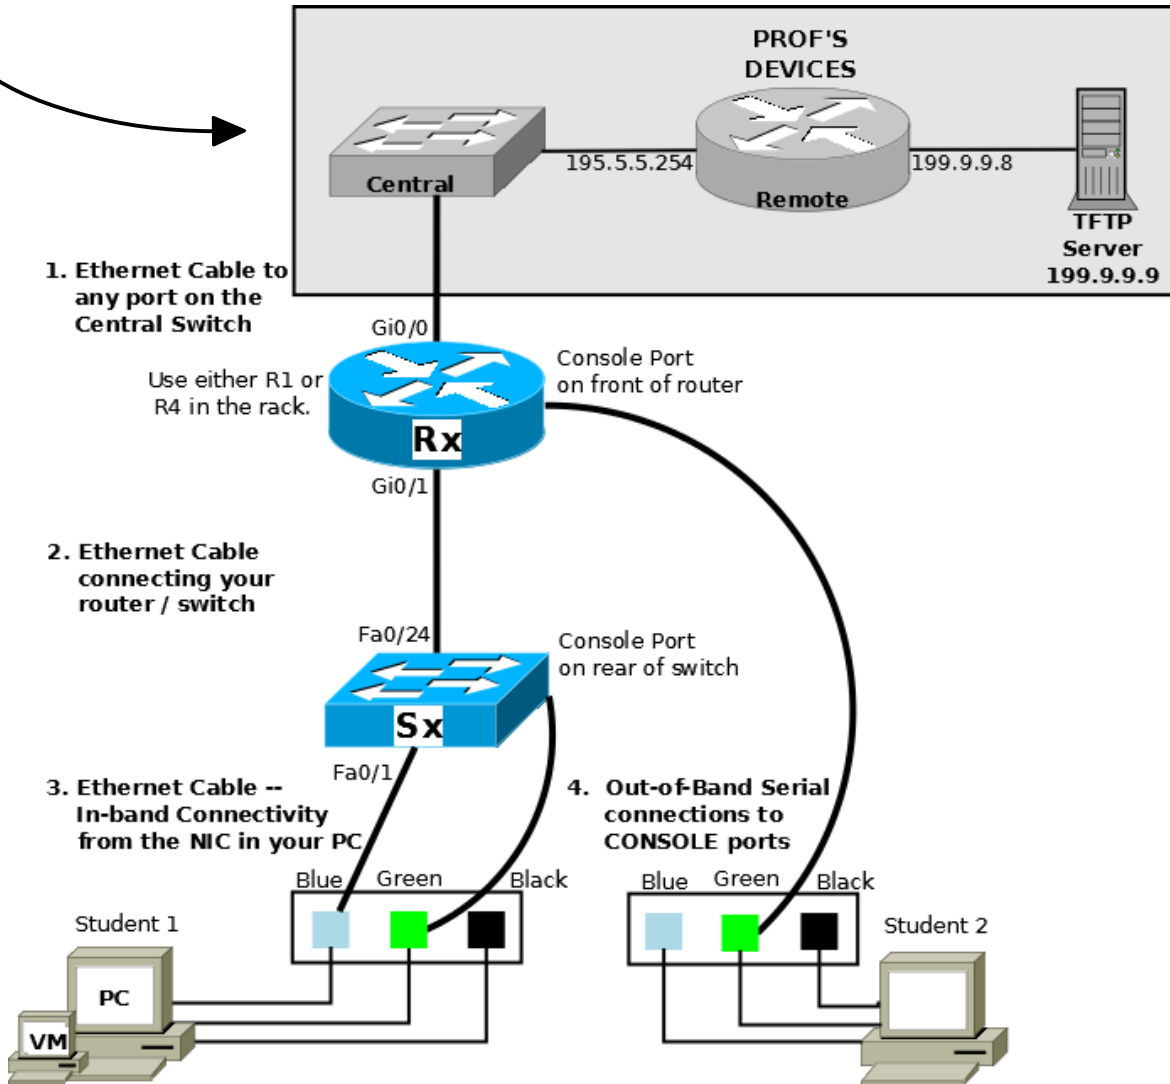 PROF'S
DEVICES
195.5.5.254
199.9.9.8
Central
Remote
TFTP
Server
199.9.9.9
1. Ethernet Cable to
any port on the
Central Switch
Gi0/0
Use either R1 or
R4 in the rack.
Console Port
on front of router
Rx
Gi0/1
2. Ethernet Cable
connecting your
router / switch
Fa0/24
Console Port
on rear of switch
Sx
Fa0/1
3. Ethernet Cable --
In-band Connectivity
from the NIC in your PC
4. Out-of-Band Serial
connections to
CONSOLE ports
Blue Green Black
Blue Green Black
Student 1
Student 2
PC
VM